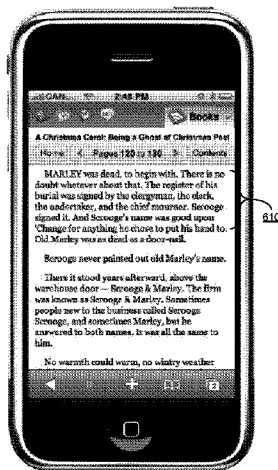 2:48 PM
Books
A Christmas Carol: Being a Ghost of Christmas Past
Home < Pages 120 to 130 > Contents
MARLEY was dead, to begin with. There is no
doubt whatever about that. The register of his
burial was signed by the clergyman, the clerk,
the undertaker, and the chief mourner. Scrooge
signed it. And Scrooge's name was good upon
'Change for anything he chose to put his hand to.
Old Marley was as dead as a door-nail.
610
Scrooge never painted out old Marley's name.
There it stood years afterward, above the
warehouse door — Scrooge & Marley. The firm
was known as Scrooge & Marley. Sometimes
people new to the business called Scrooge
Scrooge, and sometimes Marley, but he
answered to both names. It was all the same to
him.
No warmth could warm, no wintry weather